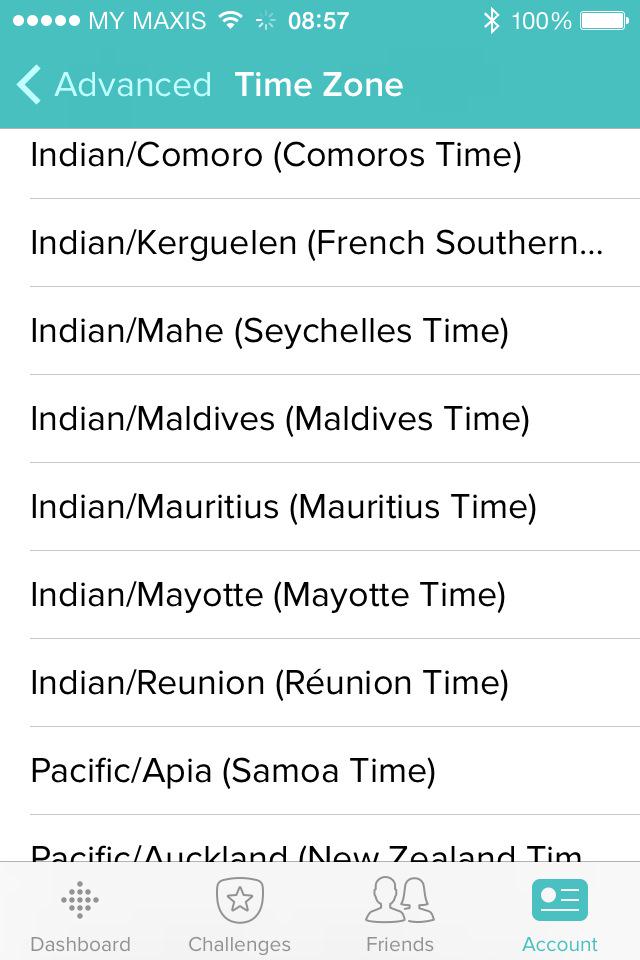 MY MAXIS 08:57 100%
Advanced Time Zone
Indian/Comoro (Comoros Time)
Indian/Kerguelen (French Southern...
Indian/Mahe (Seychelles Time)
Indian/Maldives (Maldives Time)
Indian/Mauritius (Mauritius Time)
Indian/Mayotte (Mayotte Time)
Indian/Reunion (Réunion Time)
Pacific/Apia (Samoa Time)
Pacific/Auckland (New Zealand Tim
Dashboard Challenges Friends Account